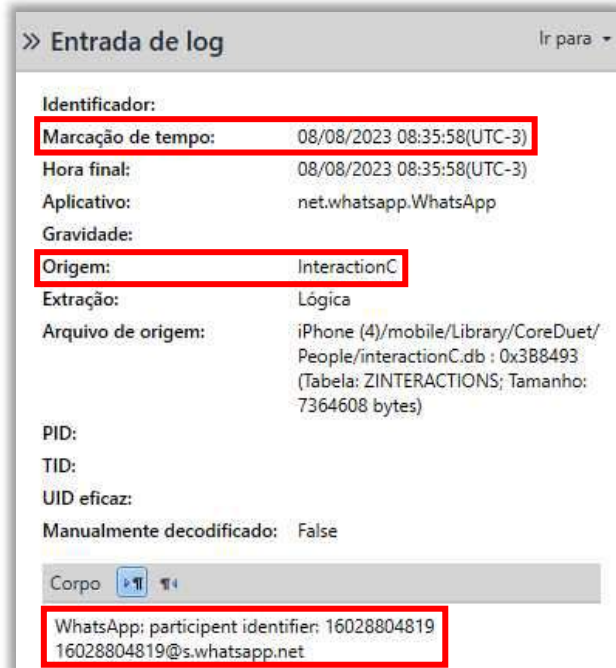 » Entrada de log Ir para
Identificador:
Marcação de tempo: 08/08/2023 08:35:58(UTC-3)
Hora final: 08/08/2023 08:35:58(UTC-3)
Aplicativo: net.whatsapp.WhatsApp
Gravidade:
Origem: InteractionC
Extração: Lógica
Arquivo de origem: iPhone (4)/mobile/Library/CoreDuet/
People/interactionC.db : 0x3B8493
(Tabela: ZINTERACTIONS; Tamanho:
7364608 bytes)
PID:
TID:
UID eficaz:
Manualmente decodificado: False
Corpo
WhatsApp: participent identifier: 16028804819
16028804819@s.whatsapp.net